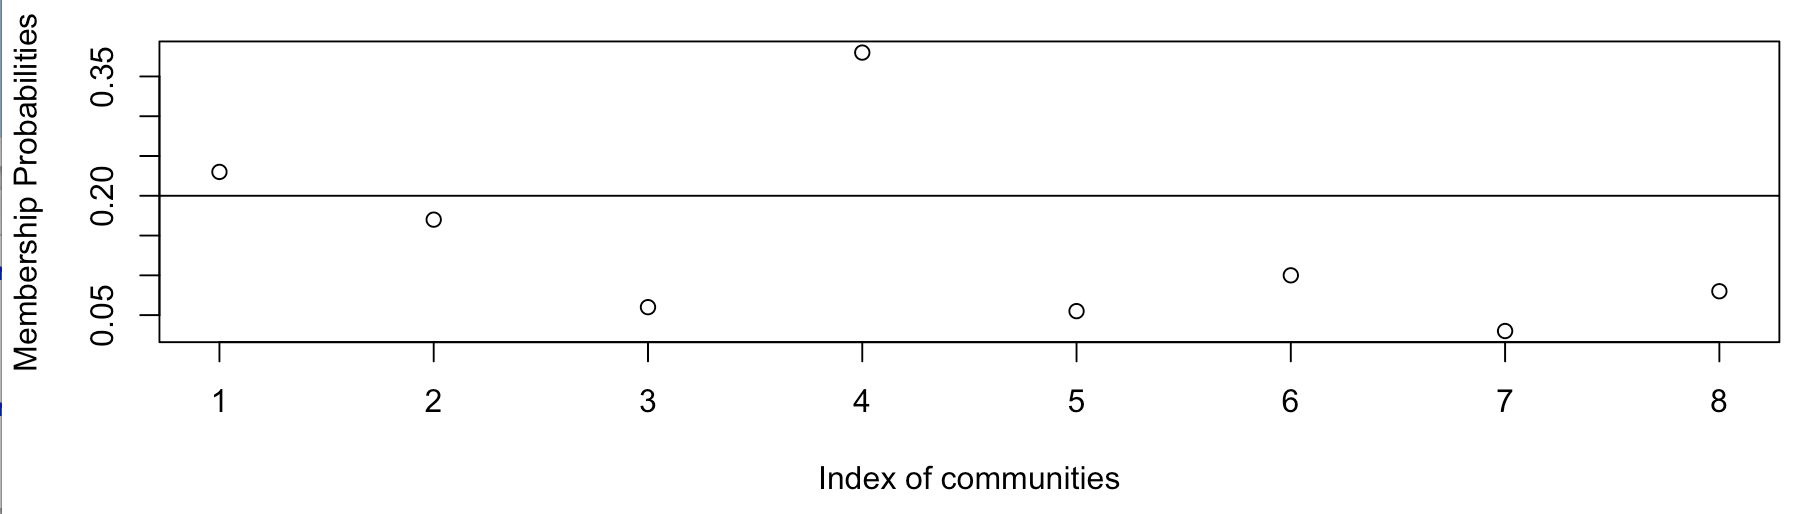 Membership Probabilities
0.35
0.20
0.05
1 2 3 4 5 6 7 8
Index of communities